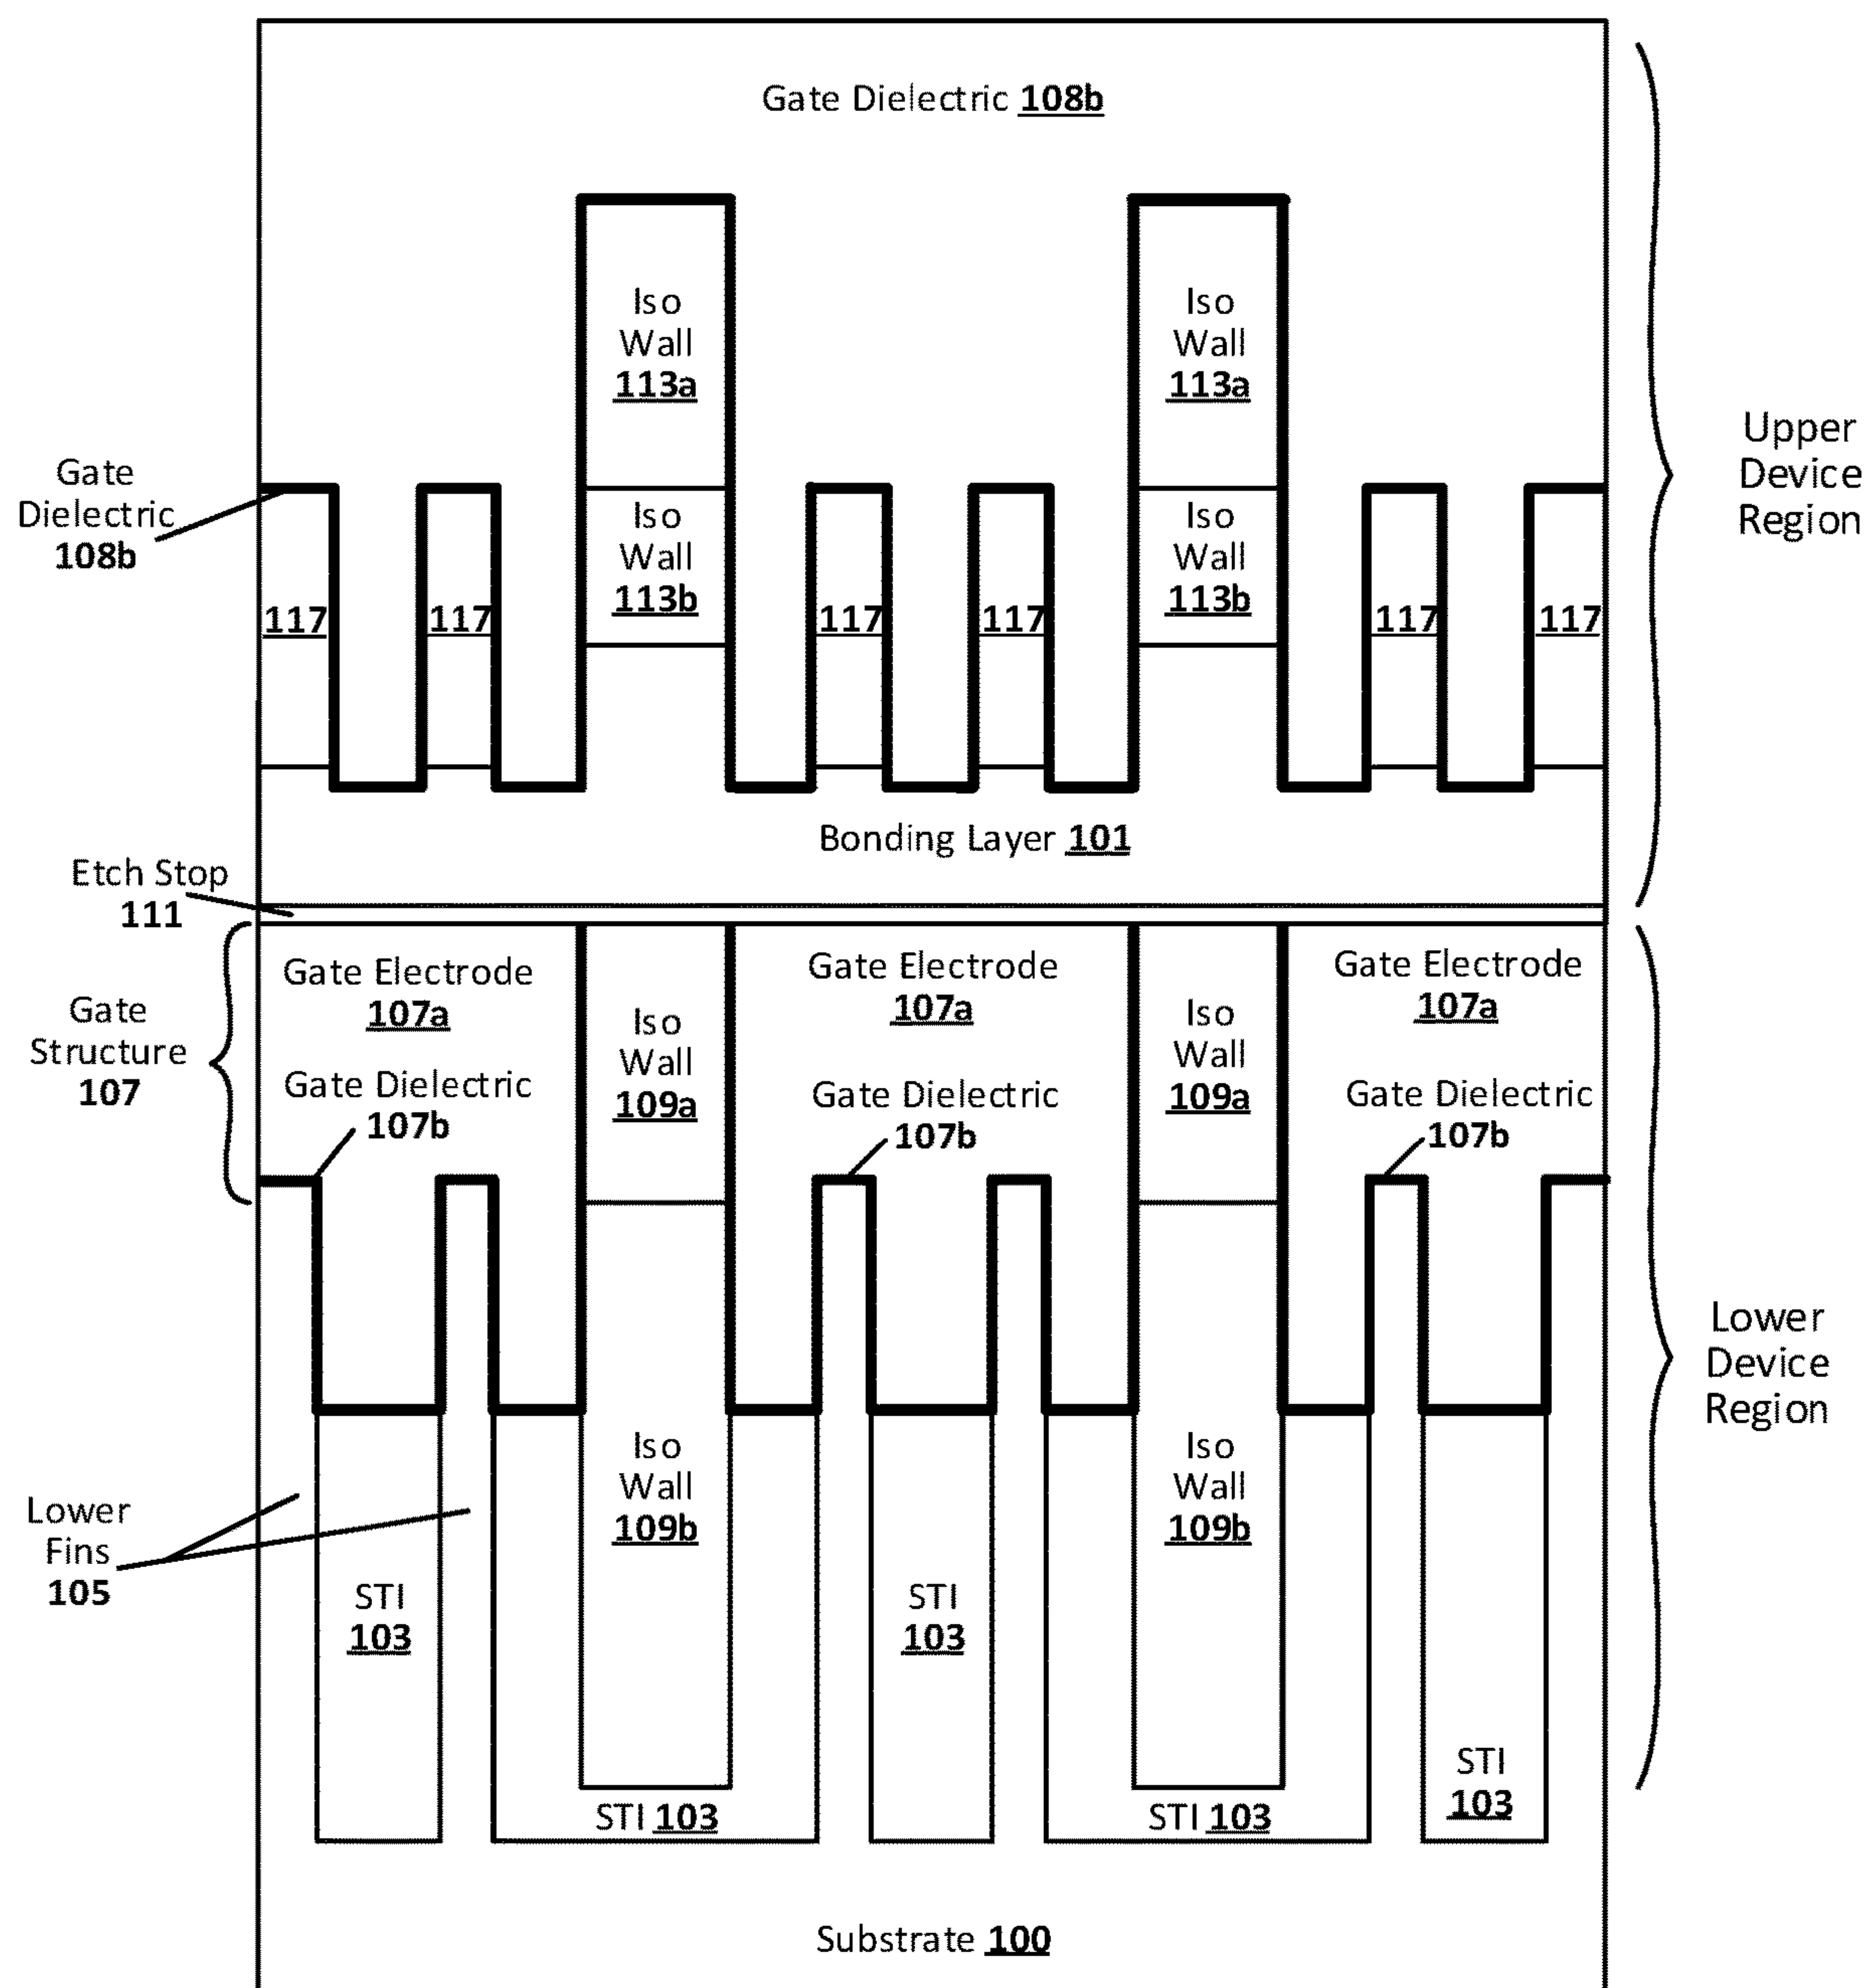 Gate Dielectric 108b
Iso
Wall
113a
Iso
Wall
113a
Upper
Device
Region
Gate
Dielectric
108b
Iso
Wall
113b
Iso
Wall
113b
117
117
117
117
117
117
Bonding Layer 101
Etch Stop
111
Gate Electrode
107a
Gate Electrode
107a
Gate Electrode
107a
Gate
Structure
107
Iso
Wall
109a
Iso
Wall
109a
Gate Dielectric
107b
Gate Dielectric
107b
Gate Dielectric
107b
Lower
Device
Region
Iso
Wall
109b
Iso
Wall
109b
Lower
Fins
105
STI
103
STI
103
STI
103
STI 103
STI 103
Substrate 100